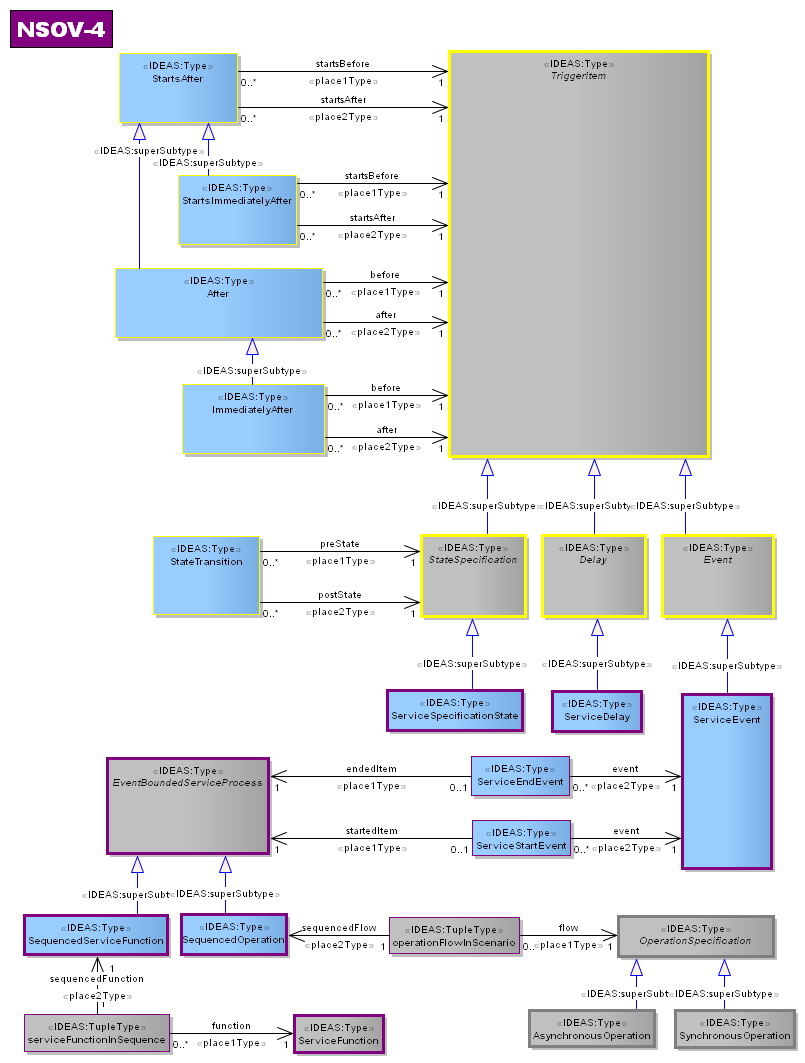 NSOV-4
«IDEAS:Type»
StartsAfter
startsBefore
0..*
«place1Type»
1
startsAfter
0..*
«place2Type»
1
«IDEAS:Type»
TriggerItem
«IDEAS:superSubtype»
«IDEAS:superSubtype»
«IDEAS:Type»
StartsImmediatelyAfter
startsBefore
0..*
«place1Type»
1
startsAfter
0..*
«place2Type»
1
«IDEAS:Type»
After
before
0..*
«place1Type»
1
after
0..*
«place2Type»
1
«IDEAS:superSubtype»
«IDEAS:Type»
ImmediatelyAfter
before
0..*
«place1Type»
1
after
0..*
«place2Type»
1
«IDEAS:superSubtype»
«IDEAS:superSubty
«IDEAS:superSubtype»
«IDEAS:Type»
StateTransition
preState
0..*
«place1Type»
1
postState
0..*
«place2Type»
1
«IDEAS:Type»
StateSpecification
«IDEAS:Type»
Delay
«IDEAS:Type»
Event
«IDEAS:superSubtype»
«IDEAS:superSubtype»
«IDEAS:superSubtype»
«IDEAS:Type»
ServiceSpecificationState
«IDEAS:Type»
ServiceDelay
«IDEAS:Type»
ServiceEvent
«IDEAS:Type»
EventBoundedServiceProcess
endedItem
1
«place1Type»
0..1
«IDEAS:Type»
ServiceEndEvent
event
0..*
«place2Type»
1
startedItem
1
«place1Type»
0..1
«IDEAS:Type»
ServiceStartEvent
event
0..*
«place2Type»
1
«IDEAS:superSubt
«IDEAS:superSubtype»
«IDEAS:Type»
SequencedServiceFunction
«IDEAS:Type»
SequencedOperation
sequencedFlow
«place2Type»
1
«IDEAS:TupleType»
operationFlowInScenario
flow
0..
«place1Type»
1
«IDEAS:Type»
OperationSpecification
1
sequencedFunction
«place2Type»
1
«IDEAS:superSubt
«IDEAS:superSubtype»
«IDEAS:TupleType»
serviceFunctionInSequence
function
0..*
«place1Type»
1
«IDEAS:Type»
ServiceFunction
«IDEAS:Type»
AsynchronousOperation
«IDEAS:Type»
SynchronousOperation